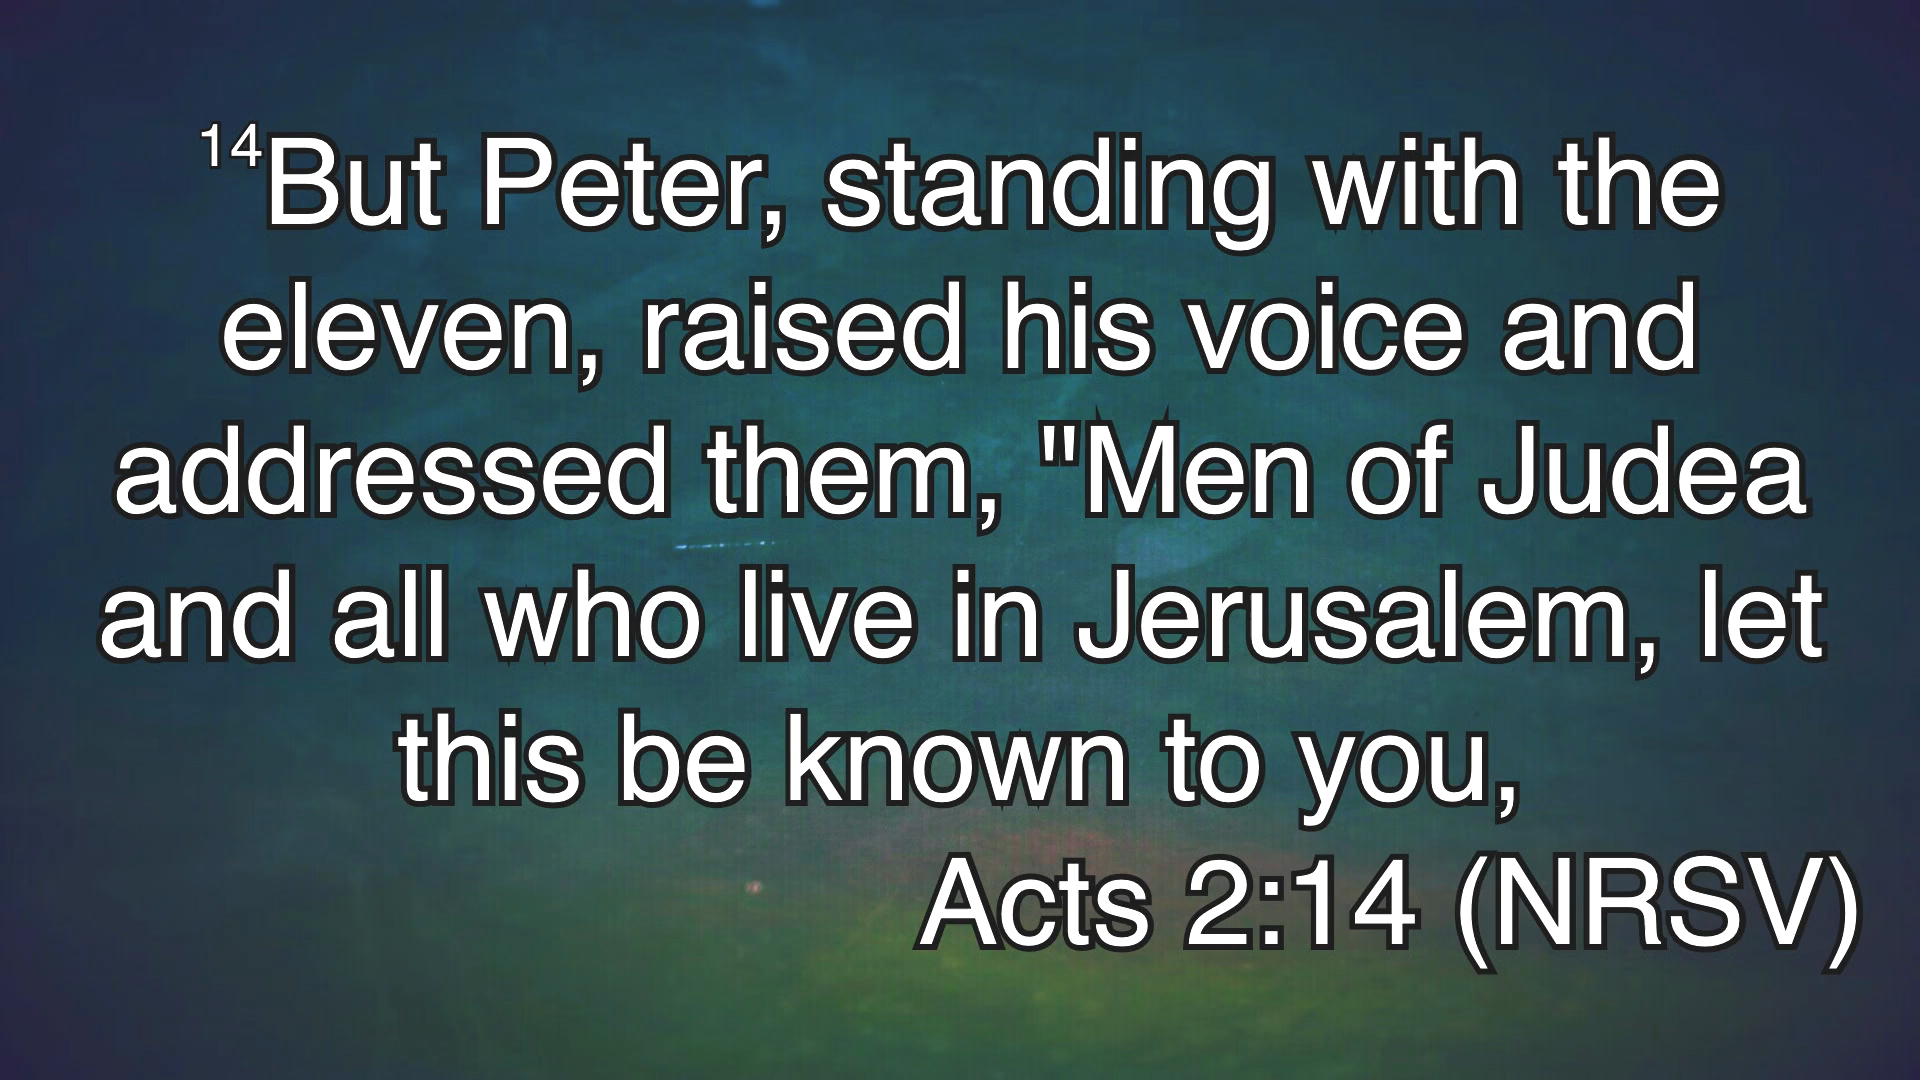 14But Peter, standing with the
eleven, raised his voice and
addressed them, "Men of Judea
and all who live in Jerusalem, let
this be known to you,
Acts 2:14 (NRSV)